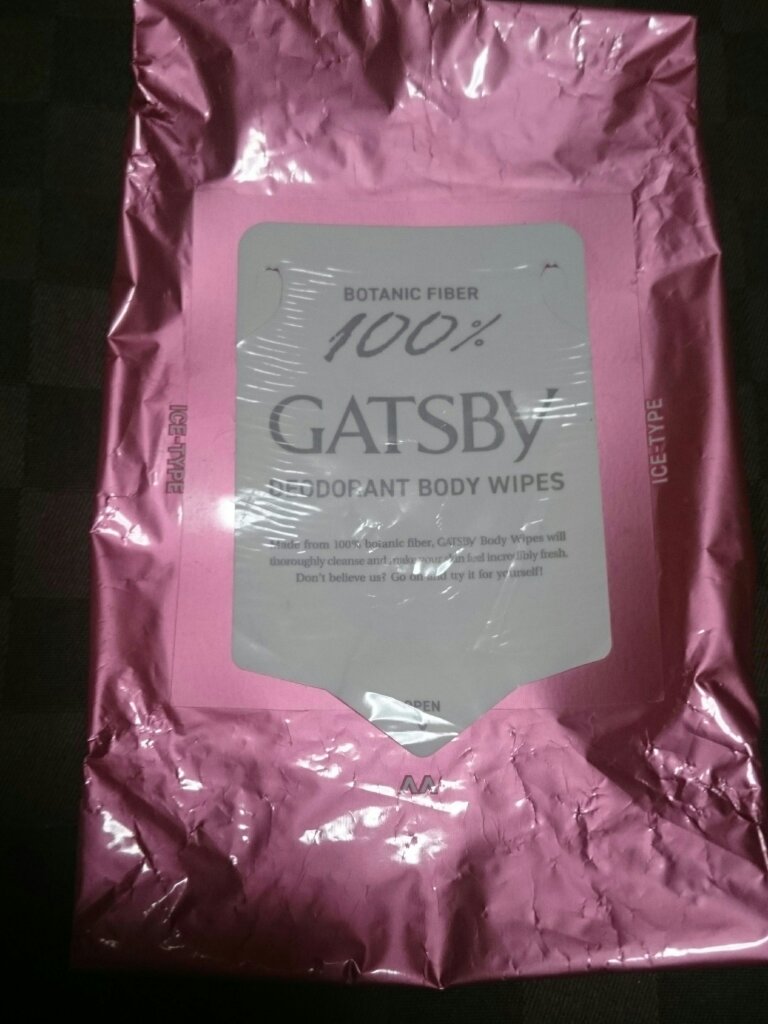 BOTANIC FIBER
100%
GATSBY
DEODORANT BODY WIPES
Made from 100% botanic fiber, GATSBY Body Wipes will
thoroughly cleanse and make your skin feel incredibly fresh.
Don't believe us? Go on and try it for yourself!
ICE-TYPE
ICE-TYPE
OPEN